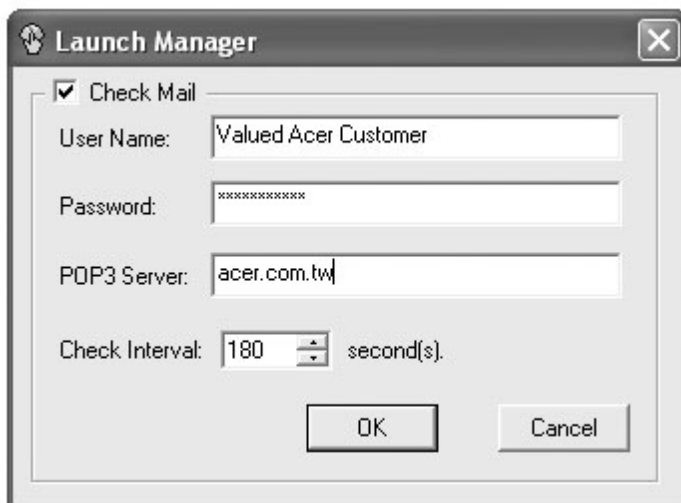 Launch Manager
Check Mail
User Name: Valued Acer Customer
Password: ***********
POP3 Server: acer.com.tw
Check Interval: 180 second(s).
OK Cancel